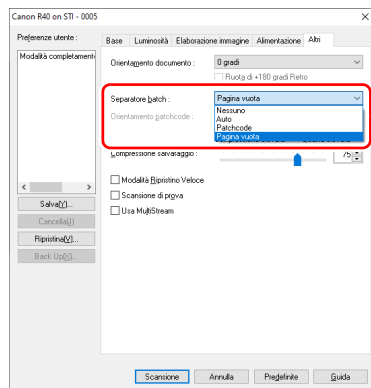 Canon R40 on STI - 0005
Preferenze utente :
Modalità completamente
Salva[Y]...
Cancella[J]
Ripristina[V]...
Back Up[X]...
Base Luminosità Elaborazione immagine Alimentazione Altri
Orientamento documento : 0 gradi
Ruota di +180 gradi Retro
Separatore batch : Pagina vuota
Nessuno
Auto
Patchcode
Pagina vuota
Orientamento patchcode :
Compressione salvataggio : 75
Modalità Ripristino Veloce
Scansione di prova
Usa MultiStream
Scansione Annulla Predefinite Guida